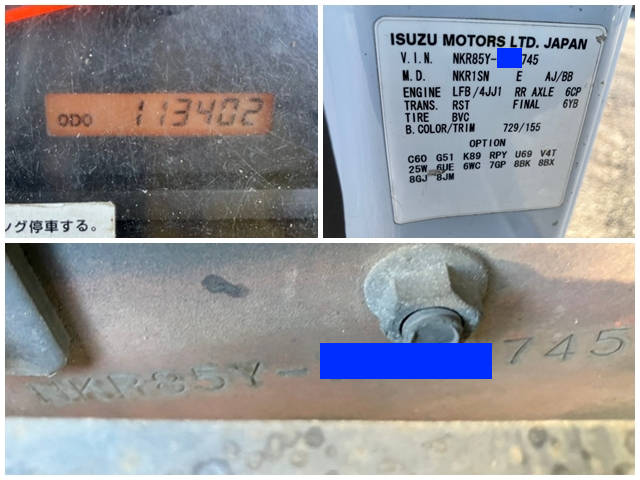 ODO 113402
ング停車する。
ISUZU MOTORS LTD. JAPAN
V.I.N. NKR85Y- 745
M.D. NKR1SN E AJ/BB
ENGINE LFB/4JJ1 RR AXLE 6CP
TRANS. RST FINAL 6YB
TIRE BVC
B.COLOR/TRIM 729/155
OPTION
C60 G51 K89 RPY U69 V4T
25W 6UE 6WC 7GP 8BK 8BX
8GJ 8JM
NKR85Y- 745